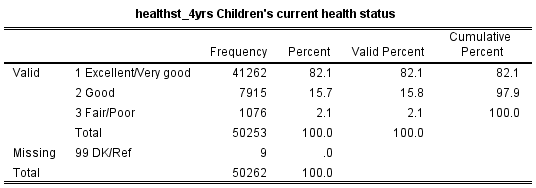 healthst_4yrs Children's current health status
Frequency Percent Valid Percent Cumulative Percent
Valid 1 Excellent/Very good 41262 82.1 82.1 82.1
2 Good 7915 15.7 15.8 97.9
3 Fair/Poor 1076 2.1 2.1 100.0
Total 50253 100.0 100.0
Missing 99 DK/Ref 9 .0
Total 50262 100.0